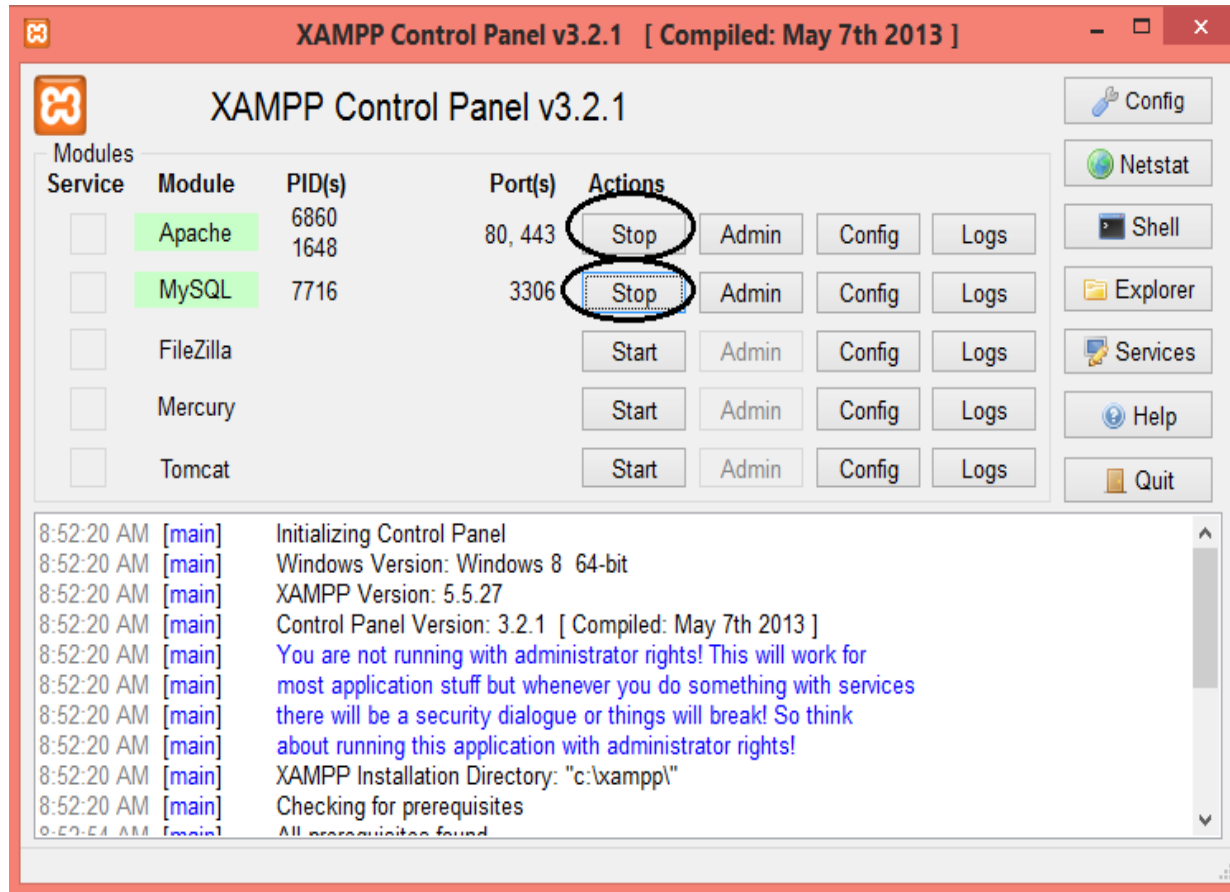 XAMPP Control Panel v3.2.1 [ Compiled: May 7th 2013 ]
XAMPP Control Panel v3.2.1
Config
Modules
Service Module PID(s) Port(s) Actions
Netstat
Apache 6860 1648 80, 443 Stop Admin Config Logs
Shell
MySQL 7716 3306 Stop Admin Config Logs
Explorer
FileZilla Start Admin Config Logs
Services
Mercury Start Admin Config Logs
Help
Tomcat Start Admin Config Logs
Quit
8:52:20 AM [main] Initializing Control Panel
8:52:20 AM [main] Windows Version: Windows 8 64-bit
8:52:20 AM [main] XAMPP Version: 5.5.27
8:52:20 AM [main] Control Panel Version: 3.2.1 [ Compiled: May 7th 2013 ]
8:52:20 AM [main] You are not running with administrator rights! This will work for
8:52:20 AM [main] most application stuff but whenever you do something with services
8:52:20 AM [main] there will be a security dialogue or things will break! So think
8:52:20 AM [main] about running this application with administrator rights!
8:52:20 AM [main] XAMPP Installation Directory: "c:\xampp\"
8:52:20 AM [main] Checking for prerequisites
8:52:54 AM [main] All prerequisites found